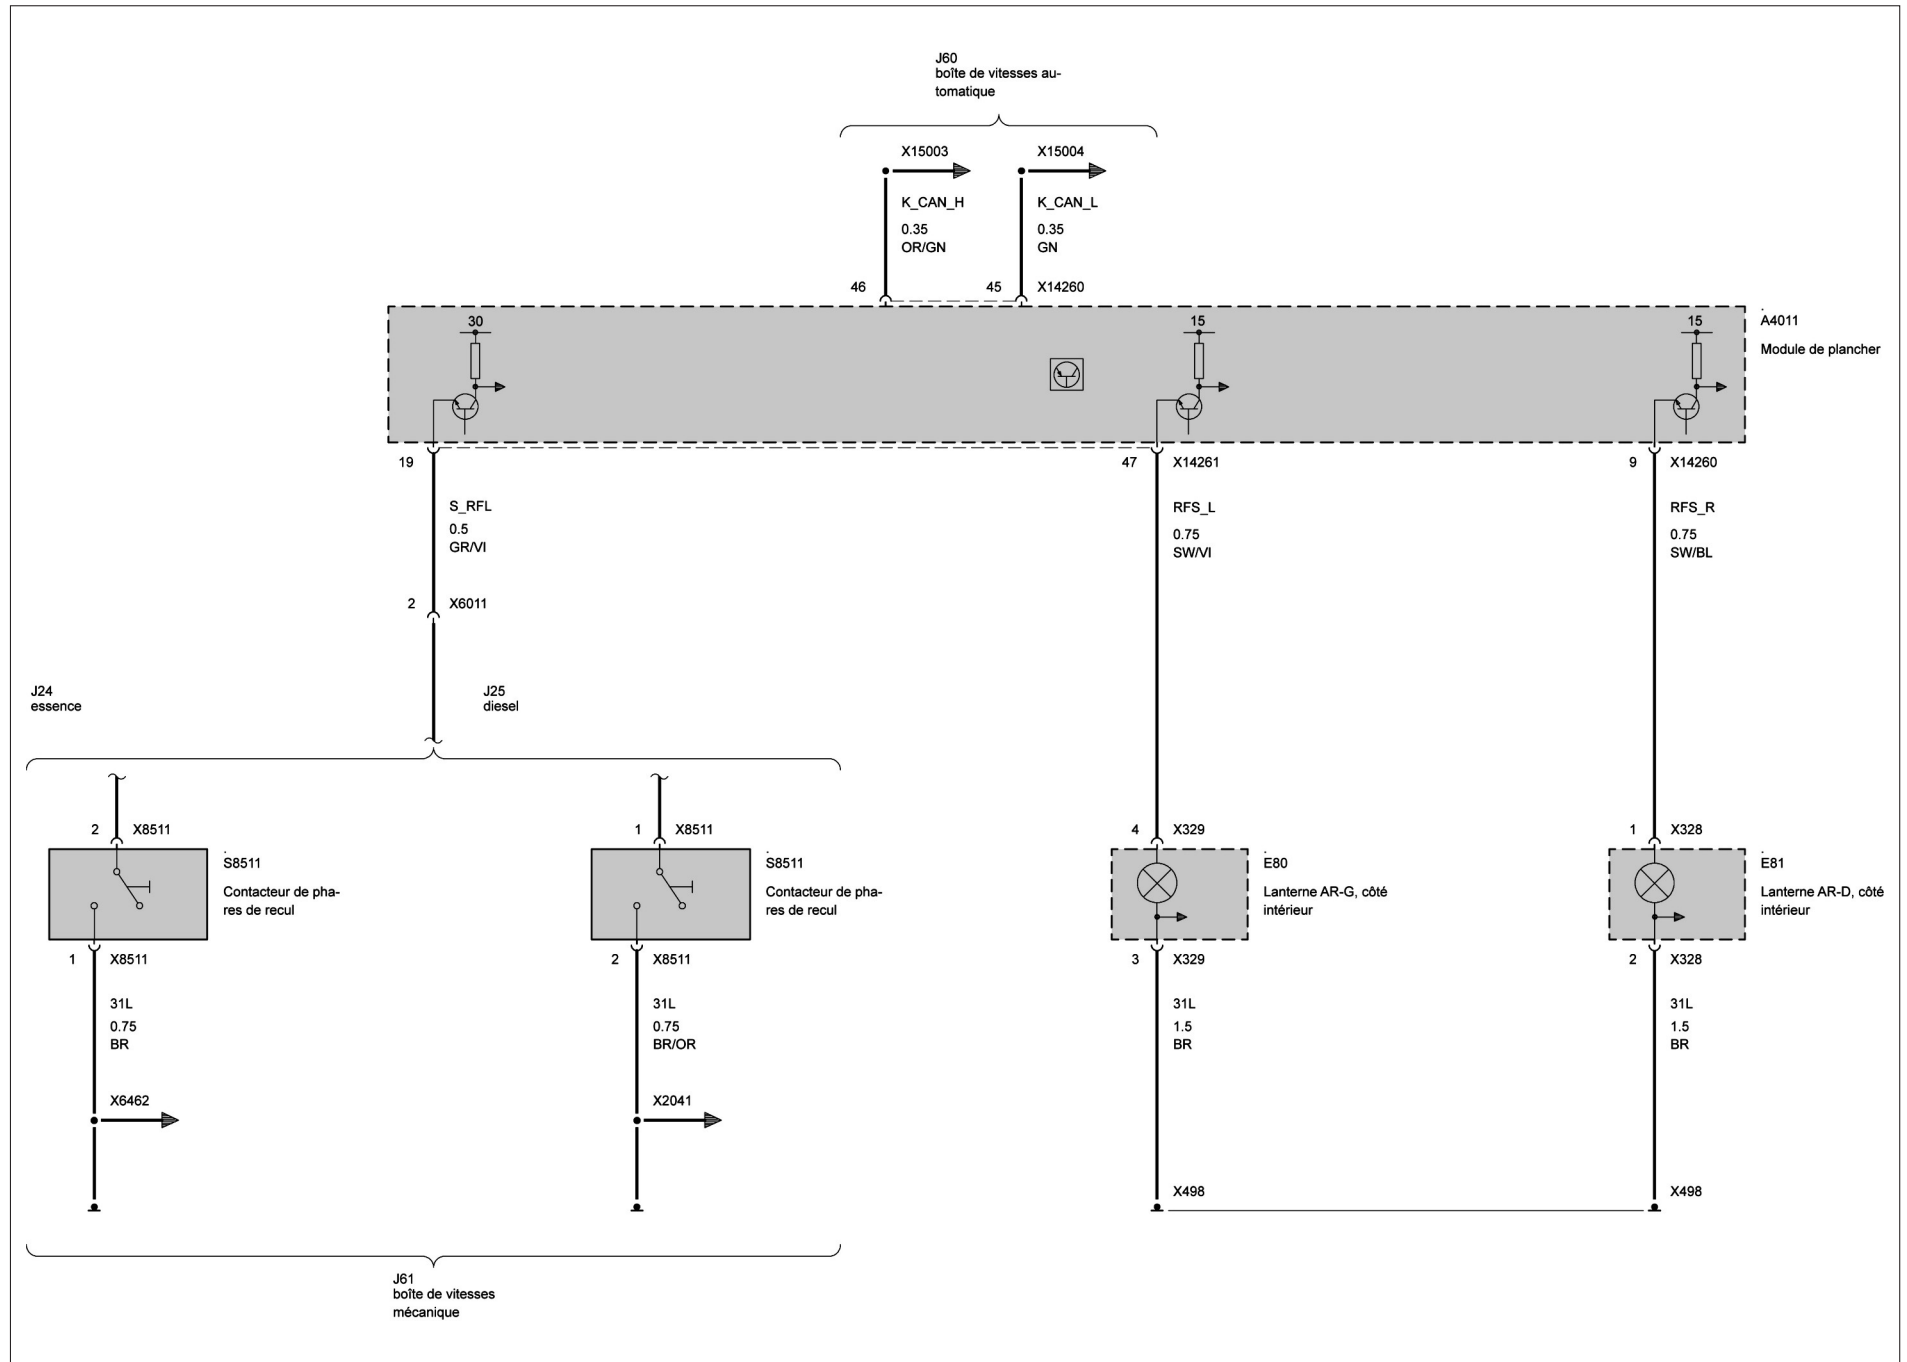 J60
boîte de vitesses au-
tomatique
X15003
X15004
K_CAN_H
K_CAN_L
0.35
0.35
OR/GN
GN
46
45
X14260
30
15
15
A4011
Module de plancher
19
47
X14261
9
X14260
S_RFL
RFS_L
RFS_R
0.5
0.75
0.75
GR/VI
SW/VI
SW/BL
2
X6011
J24
essence
J25
diesel
2
X8511
1
X8511
4
X329
1
X328
S8511
Contacteur de pha-
res de recul
S8511
Contacteur de pha-
res de recul
E80
Lanterne AR-G, côté
intérieur
E81
Lanterne AR-D, côté
intérieur
1
X8511
2
X8511
3
X329
2
X328
31L
31L
31L
31L
0.75
0.75
1.5
1.5
BR
BR/OR
BR
BR
X6462
X2041
X498
X498
J61
boîte de vitesses
mécanique